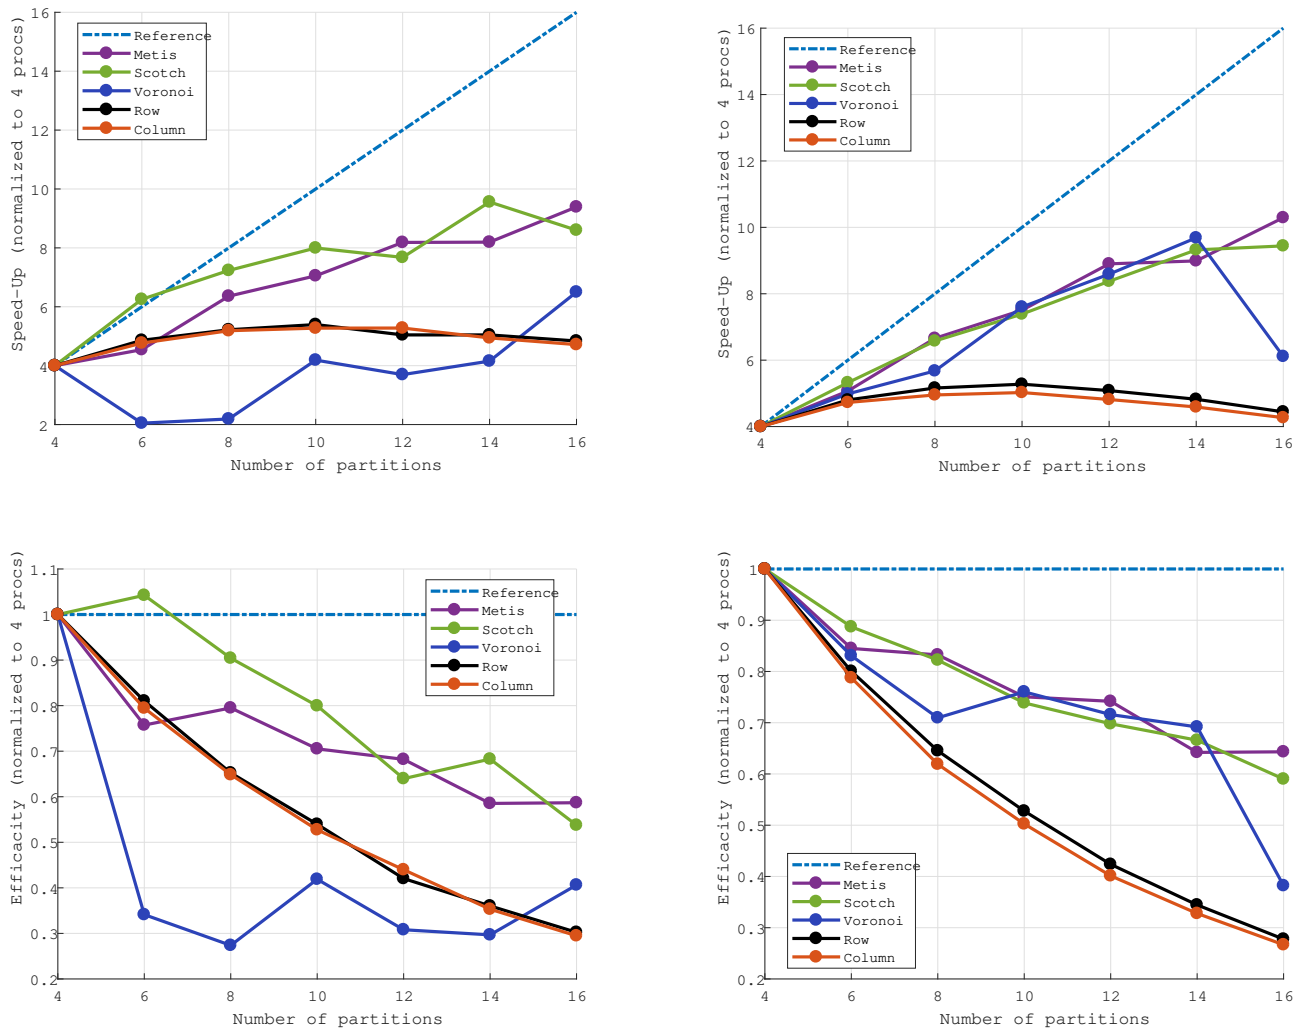 Speed-Up (normalized to 4 procs)
16
14
12
10
8
6
4
2
Reference
Metis
Scotch
Voronoi
Row
Column
4 6 8 10 12 14 16
Number of partitions
Speed-Up (normalized to 4 procs)
16
14
12
10
8
6
4
Reference
Metis
Scotch
Voronoi
Row
Column
4 6 8 10 12 14 16
Number of partitions
Efficacity (normalized to 4 procs)
1.1
1
0.9
0.8
0.7
0.6
0.5
0.4
0.3
0.2
Reference
Metis
Scotch
Voronoi
Row
Column
4 6 8 10 12 14 16
Number of partitions
Efficacity (normalized to 4 procs)
1
0.9
0.8
0.7
0.6
0.5
0.4
0.3
0.2
Reference
Metis
Scotch
Voronoi
Row
Column
4 6 8 10 12 14 16
Number of partitions